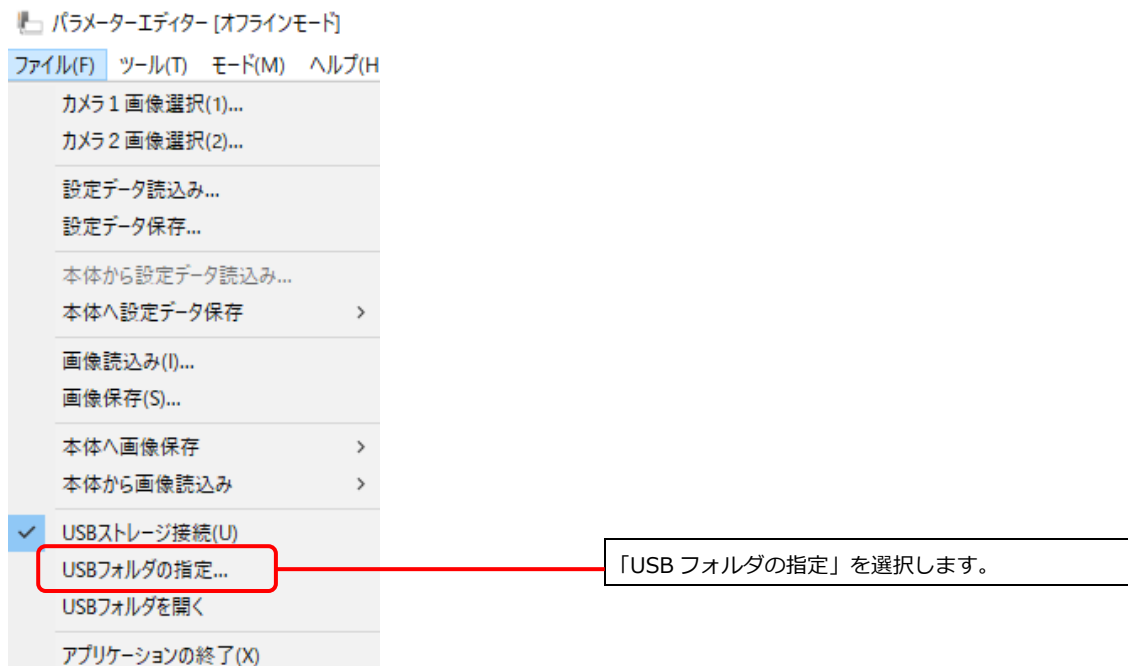 パラメーターエディター [オフラインモード]
ファイル(F) ツール(T) モード(M) ヘルプ(H
カメラ１画像選択(1)...
カメラ２画像選択(2)...
設定データ読込み...
設定データ保存...
本体から設定データ読込み...
本体へ設定データ保存 >
画像読込み(I)...
画像保存(S)...
本体へ画像保存 >
本体から画像読込み >
✓ USBストレージ接続(U)
USBフォルダの指定...
「USB フォルダの指定」を選択します。
USBフォルダを開く
アプリケーションの終了(X)